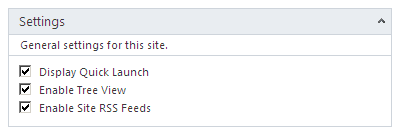 Settings
General settings for this site.
Display Quick Launch
Enable Tree View
Enable Site RSS Feeds